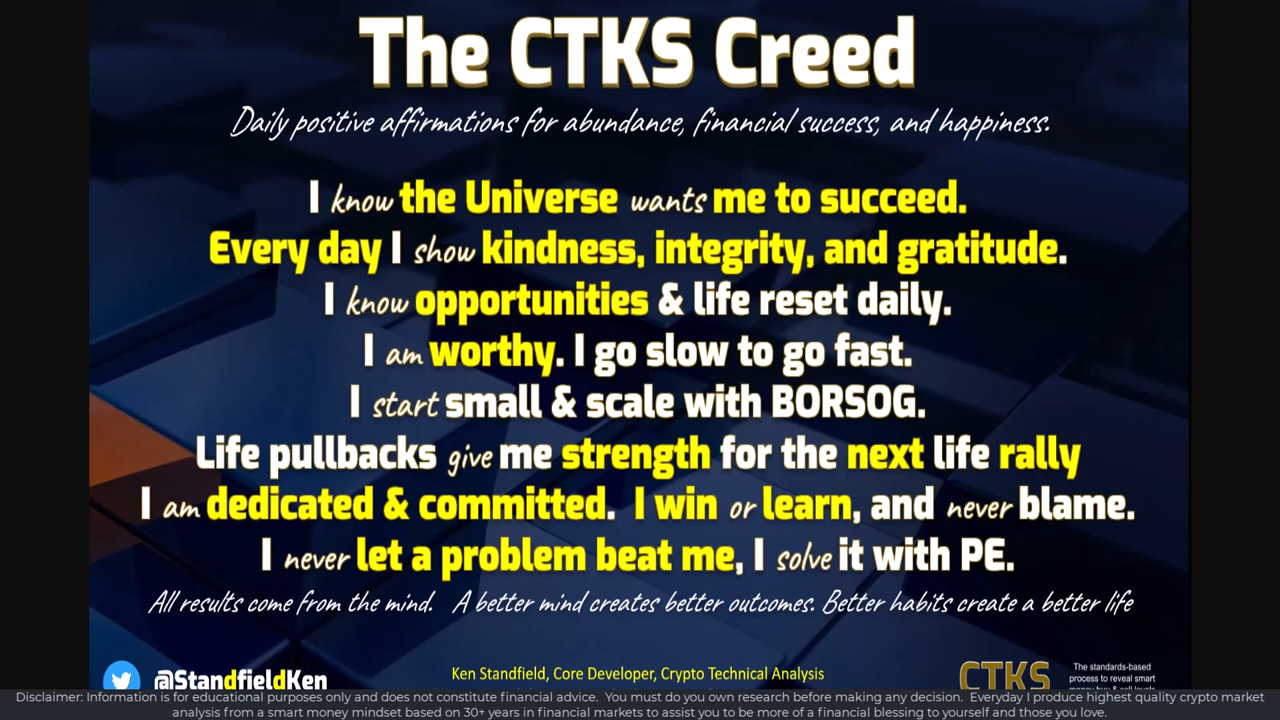 The CTKS Creed
Daily positive affirmations for abundance, financial success, and happiness.
I know the Universe wants me to succeed.
Every day I show kindness, integrity, and gratitude.
I know opportunities & life reset daily.
I am worthy. I go slow to go fast.
I start small & scale with BORSOG.
Life pullbacks give me strength for the next life rally
I am dedicated & committed. I win or learn, and never blame.
I never let a problem beat me, I solve it with PE.
All results come from the mind. A better mind creates better outcomes. Better habits create a better life
@StandfieldKen
Ken Standfield, Core Developer, Crypto Technical Analysis
CTKS
The standards-based
process to reveal smart
Disclaimer: Information is for educational purposes only and does not constitute financial advice. You must do you own research before making any decision. Everyday I produce highest quality crypto market
analysis from a smart money mindset based on 30+ years in financial markets to assist you to be more of a financial blessing to yourself and those you love.